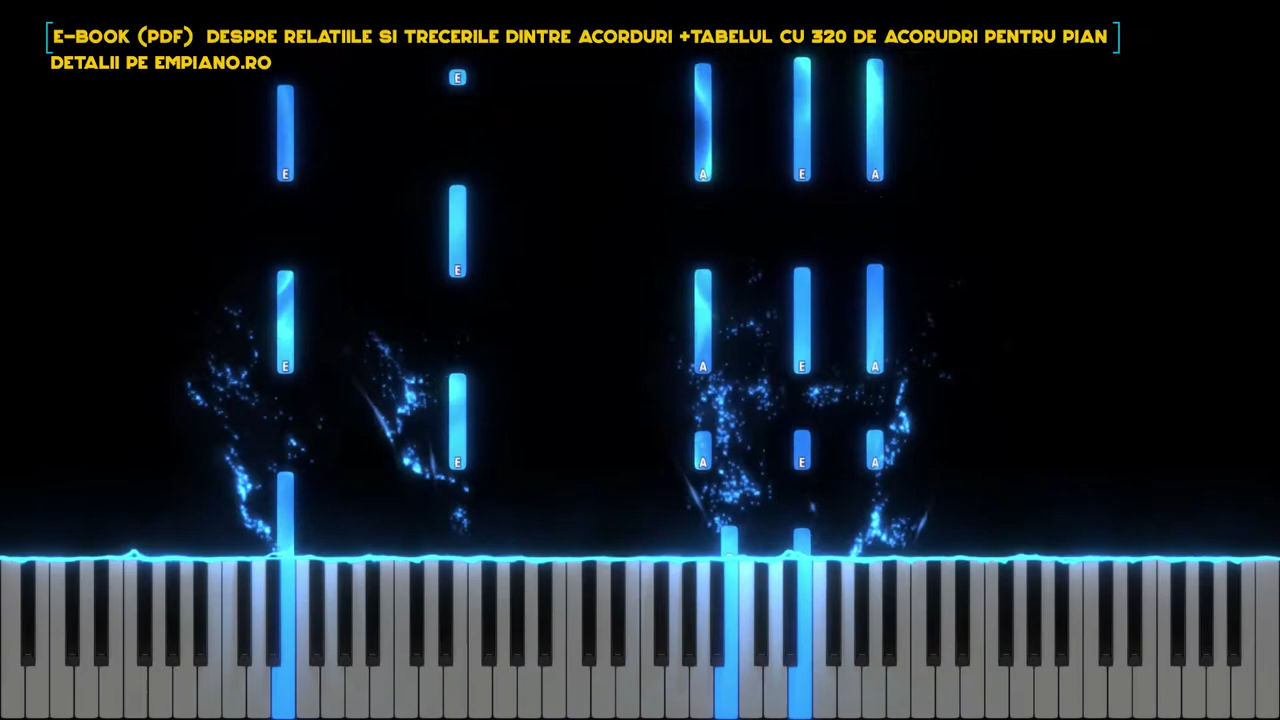 E-BOOK (PDF) DESPRE RELATIILE SI TRECERILE DINTRE ACORDURI +TABELUL CU 320 DE ACORUDRI PENTRU PIAN
DETALII PE EMPIANO.RO
E
E A E A
E
E A E A
E A E A